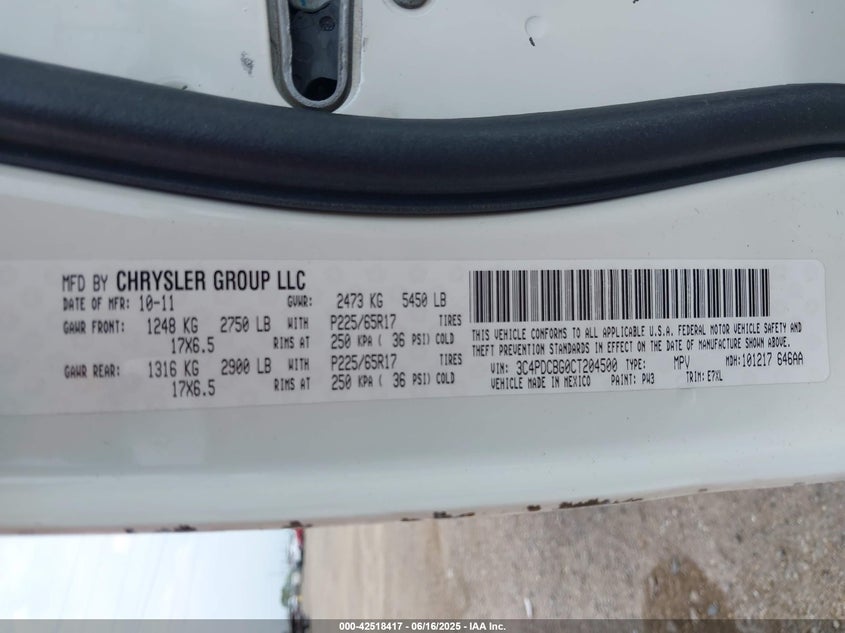 MFD BY CHRYSLER GROUP LLC
DATE OF MFR: 10-11 GVWR: 2473 KG 5450 LB
GAWR FRONT: 1248 KG 2750 LB WITH P225/65R17 TIRES
17X6.5 RIMS AT 250 KPA ( 36 PSI) COLD
GAWR REAR: 1316 KG 2900 LB WITH P225/65R17 TIRES
17X6.5 RIMS AT 250 KPA ( 36 PSI) COLD
THIS VEHICLE CONFORMS TO ALL APPLICABLE U.S.A. FEDERAL MOTOR VEHICLE SAFETY AND
THEFT PREVENTION STANDARDS IN EFFECT ON THE DATE OF MANUFACTURE SHOWN ABOVE.
VIN: 3C4PDCBG0CT204500 TYPE: MPV MDH: 101217 646AA
VEHICLE MADE IN MEXICO PAINT: PW3 TRIM: E7XL
000-42518417 - 06/16/2025 - IAA Inc.